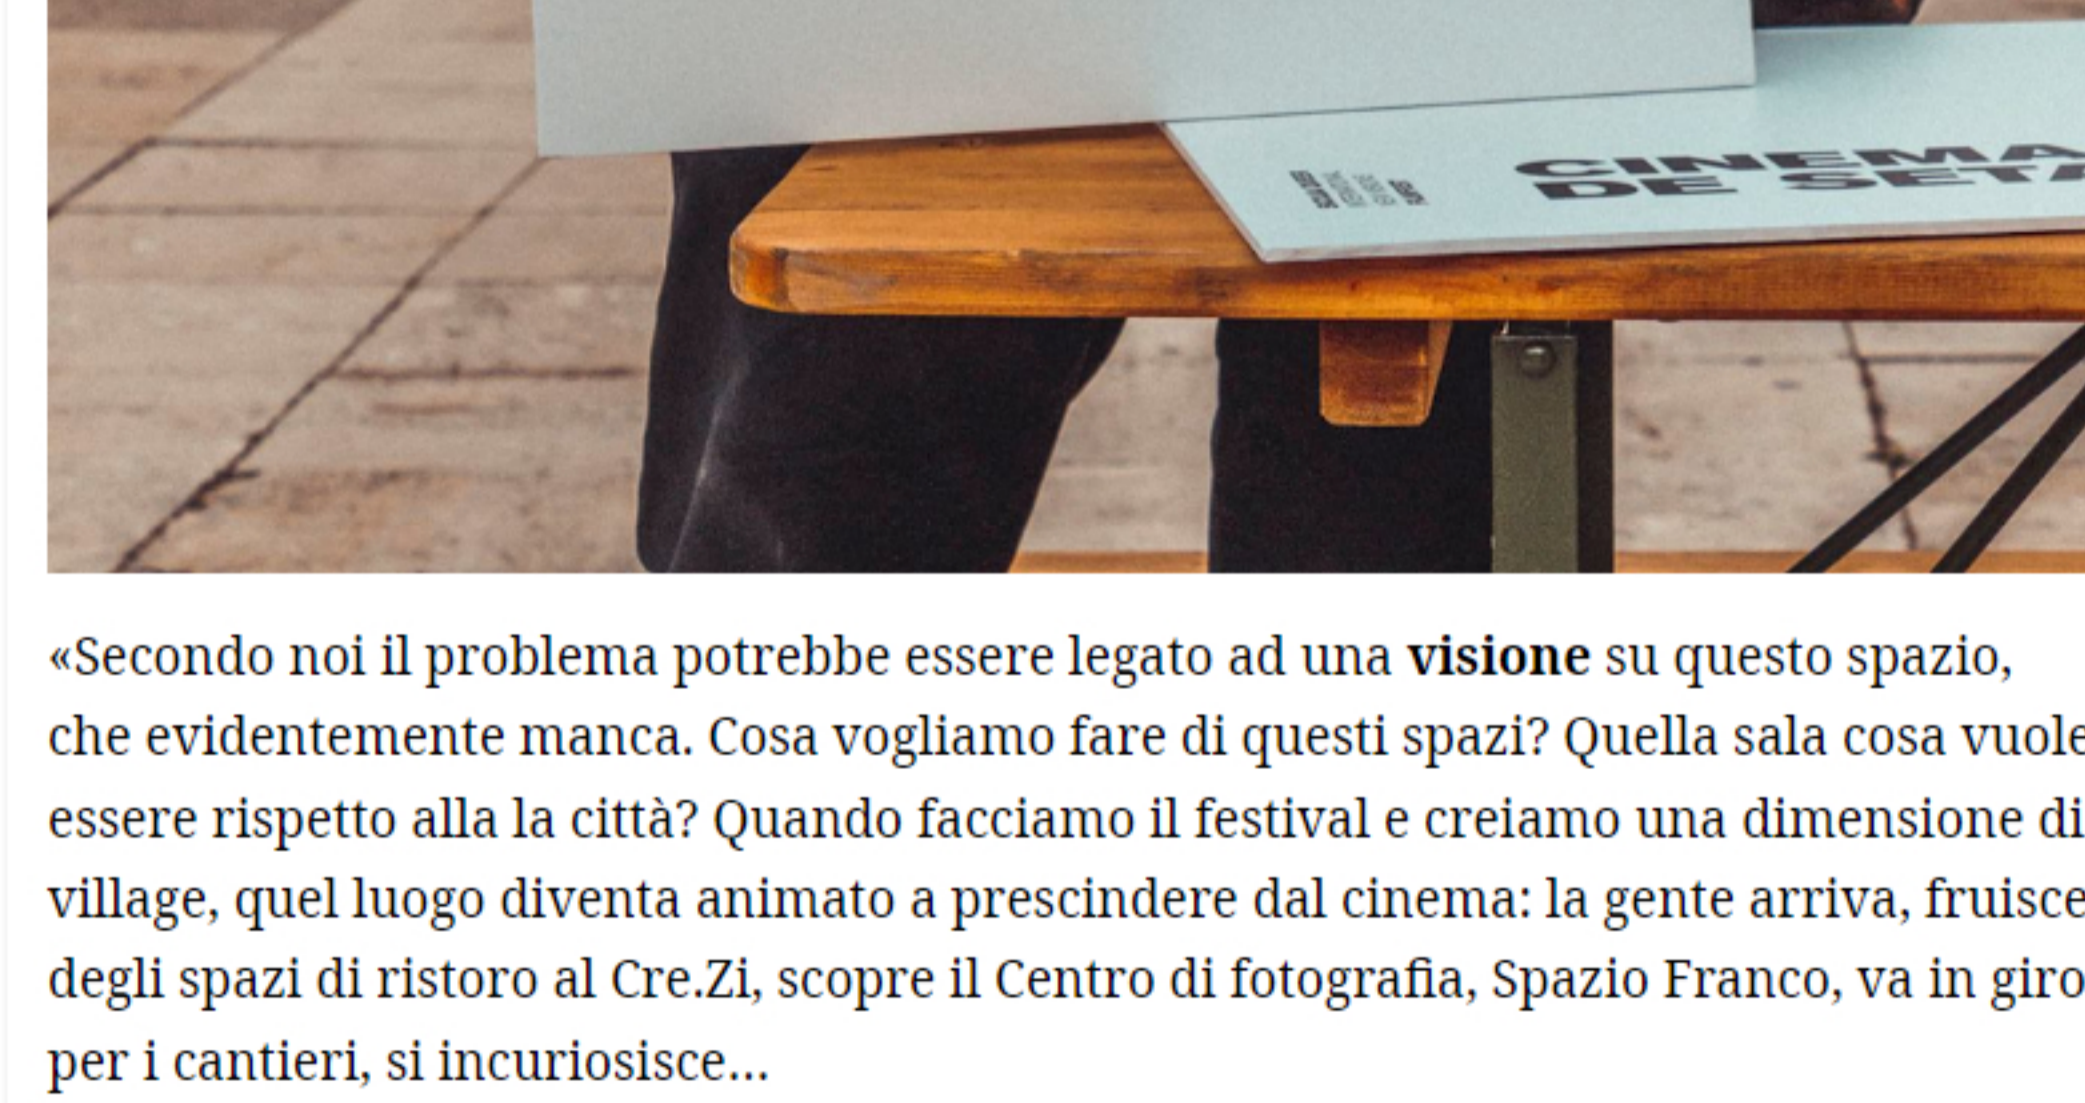 CINEMA
DE SETA
«Secondo noi il problema potrebbe essere legato ad una visione su questo spazio,
che evidentemente manca. Cosa vogliamo fare di questi spazi? Quella sala cosa vuole
essere rispetto alla la città? Quando facciamo il festival e creiamo una dimensione di
village, quel luogo diventa animato a prescindere dal cinema: la gente arriva, fruisce
degli spazi di ristoro al Cre.Zi, scopre il Centro di fotografia, Spazio Franco, va in giro
per i cantieri, si incuriosisce...